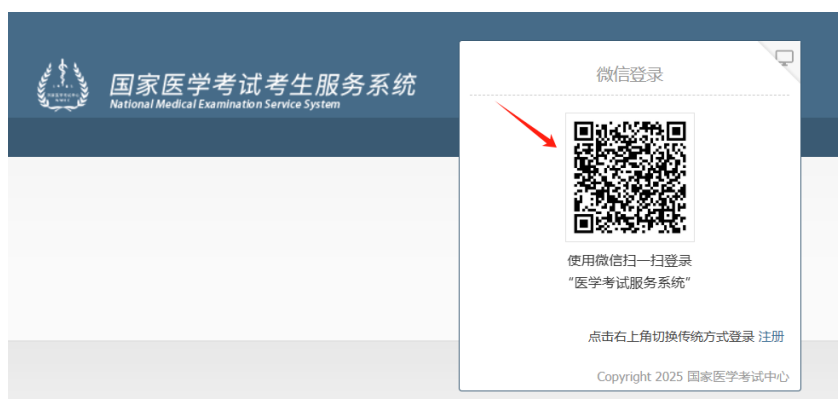 国家医学考试考生服务系统
National Medical Examination Service System
微信登录
使用微信扫一扫登录
“医学考试服务系统”
点击右上角切换传统方式登录 注册
Copyright 2025 国家医学考试中心